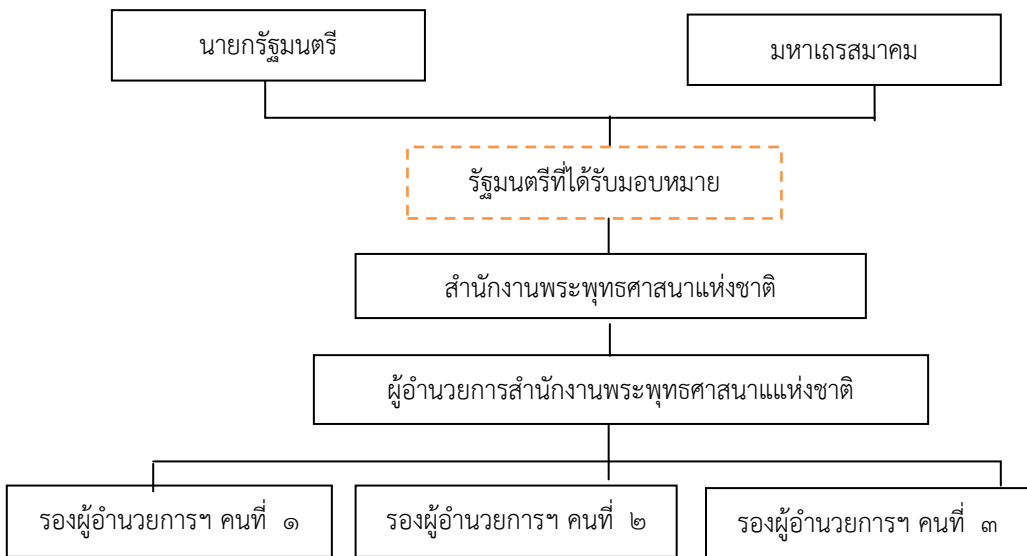 นายกรัฐมนตรี
มหาเถรสมาคม
รัฐมนตรีที่ได้รับมอบหมาย
สำนักงานพระพุทธศาสนาแห่งชาติ
ผู้อำนวยการสำนักงานพระพุทธศาสนาแแห่งชาติ
รองผู้อำนวยการฯ คนที่ ๑
รองผู้อำนวยการฯ คนที่ ๒
รองผู้อำนวยการฯ คนที่ ๓